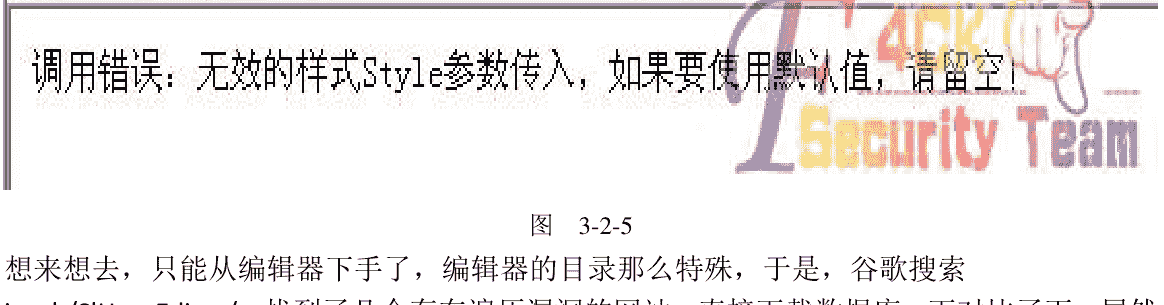 调用错误：无效的样式Style参数传入，如果要使用默认值，请留空！
Security Team
图 3-2-5
想来想去，只能从编辑器下手了，编辑器的目录那么特殊，于是，谷歌搜索